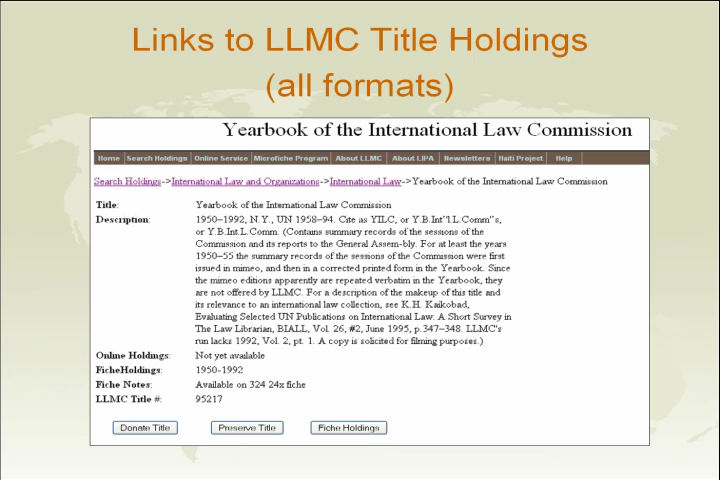 Links to LLMC Title Holdings
(all formats)
Yearbook of the International Law Commission
Home Search Holdings Online Service Microfiche Program About LLMC About LIPA Newsletters Haiti Project Help
Search Holdings->International Law and Organizations->International Law->Yearbook of the International Law Commission
Title: Yearbook of the International Law Commission
Description: 1950-1992, N.Y., UN 1958-94. Cite as YILC, or Y.B.Int"l.L.Comm"s,
or Y.B.Int.L.Comm. (Contains summary records of the sessions of the
Commission and its reports to the General Assem-bly. For at least the years
1950-55 the summary records of the sessions of the Commission were first
issued in mimeo, and then in a corrected printed form in the Yearbook. Since
the mimeo editions apparently are repeated verbatim in the Yearbook, they
are not offered by LLMC. For a description of the makeup of this title and
its relevance to an international law collection, see K.H. Kaikobad,
Evaluating Selected UN Publications on International Law: A Short Survey in
The Law Librarian, BIALL, Vol. 26, #2, June 1995, p.347-348. LLMC's
run lacks 1992, Vol. 2, pt. 1. A copy is solicited for filming purposes.)
Online Holdings: Not yet available
FicheHoldings: 1950-1992
Fiche Notes: Available on 324 24x fiche
LLMC Title #: 95217
Donate Title Preserve Title Fiche Holdings